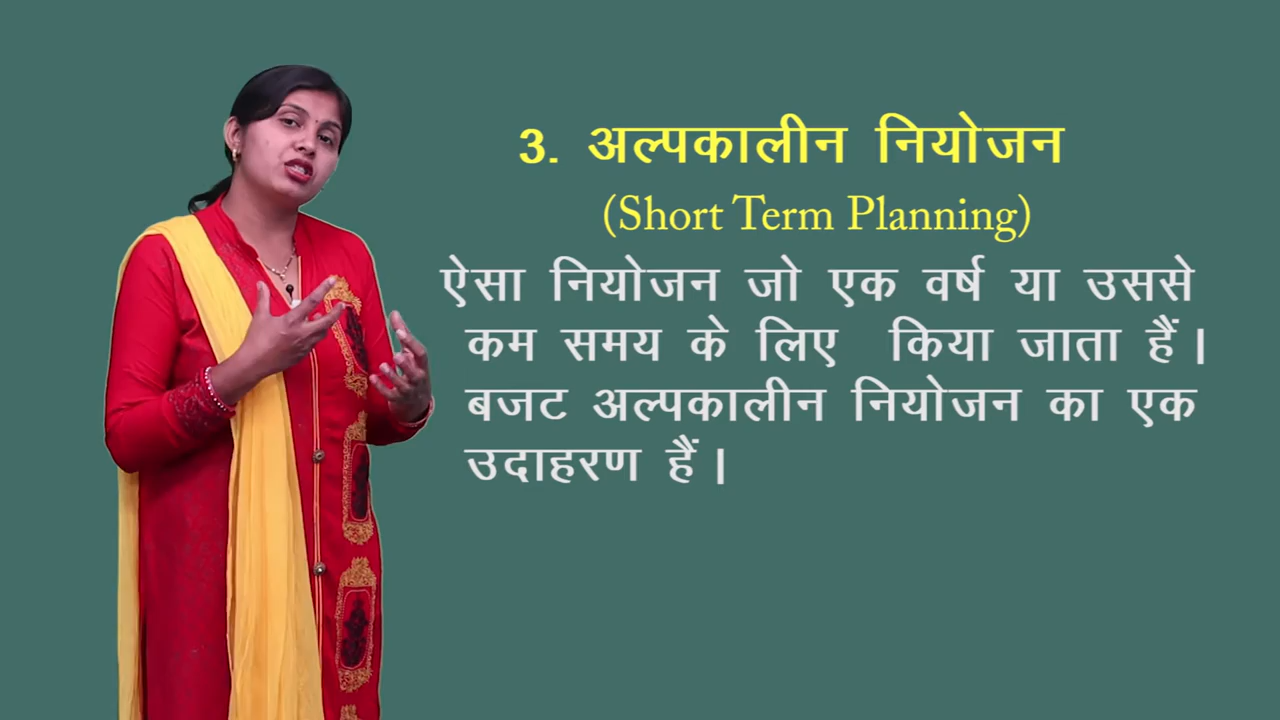 3. अल्पकालीन नियोजन
(Short Term Planning)
ऐसा नियोजन जो एक वर्ष या उससे
कम समय के लिए किया जाता हैं।
बजट अल्पकालीन नियोजन का एक
उदाहरण हैं।